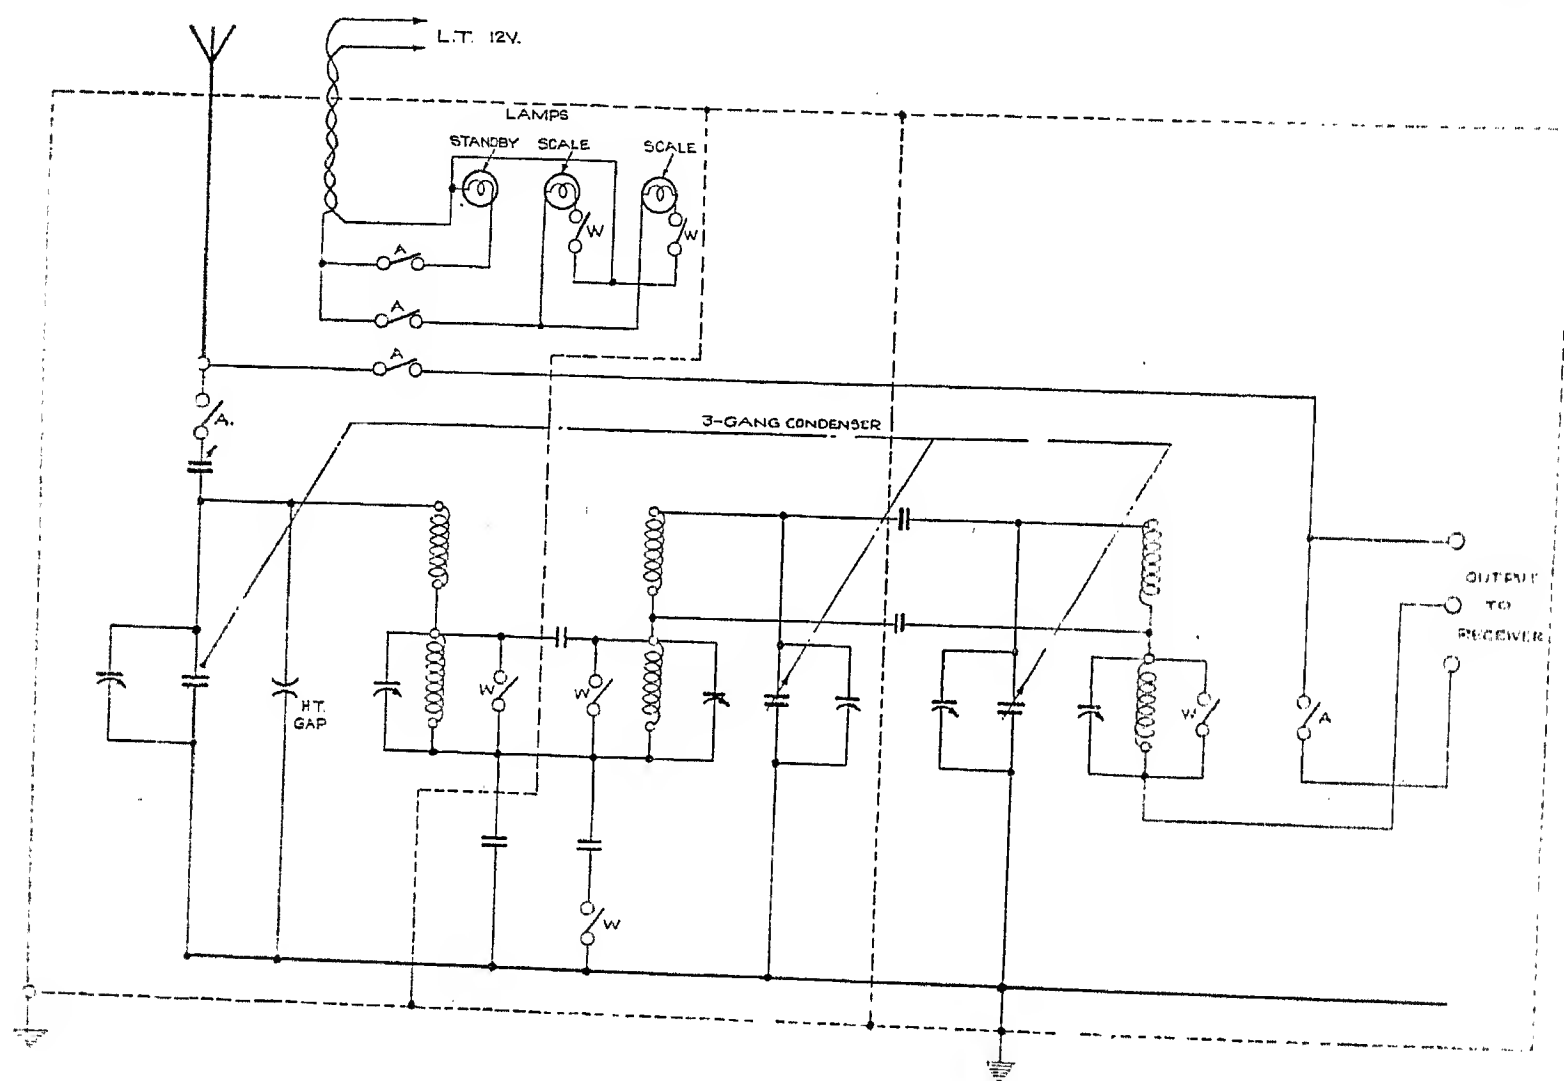 L.T. 12V.
LAMPS
STANDBY SCALE SCALE
W
W
A
A
A
A.
3-GANG CONDENSER
OUTPUT
TO
RECEIVER
H.T.
GAP
W
W
W
A
W